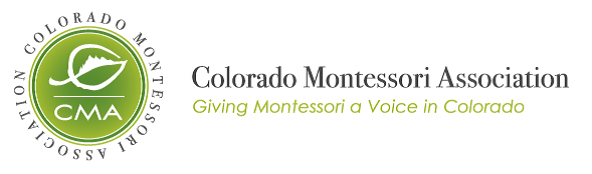 COLORADO MONTESSORI ASSOCIATION
CMA
Colorado Montessori Association
Giving Montessori a Voice in Colorado